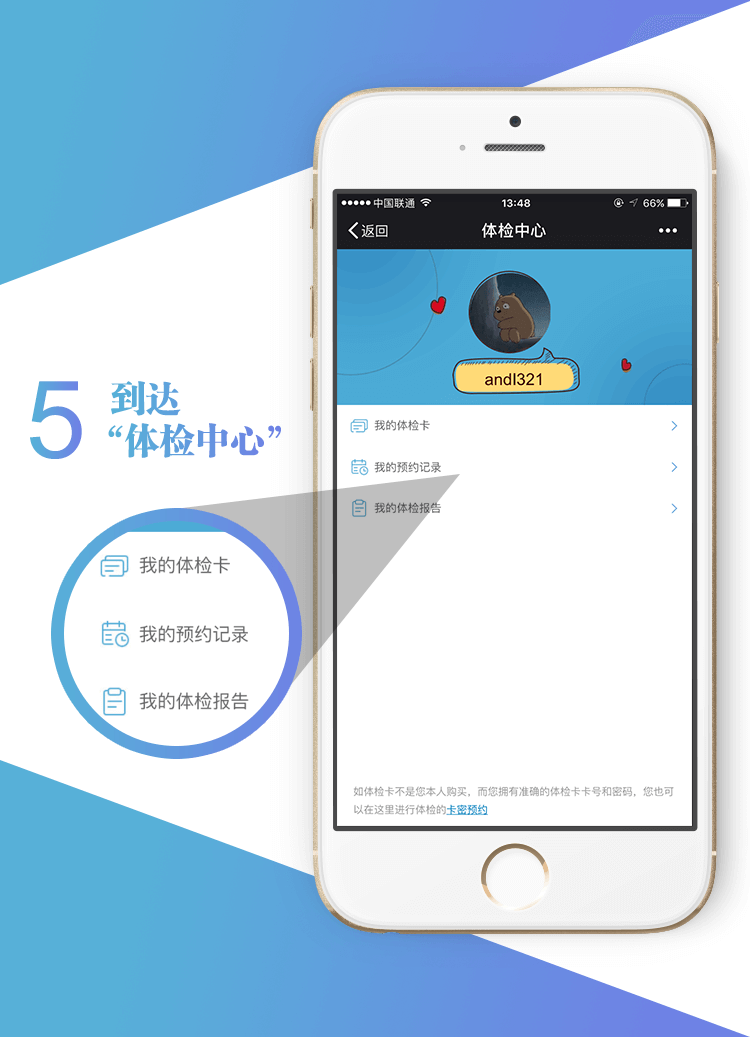 中国联通 13:48 66%
返回 体检中心
andl321
我的体检卡
我的预约记录
我的体检报告
如体检卡不是您本人购买，而您拥有准确的体检卡卡号和密码，您也可
以在这里进行体检的卡密预约
5 到达
“体检中心”
我的体检卡
我的预约记录
我的体检报告